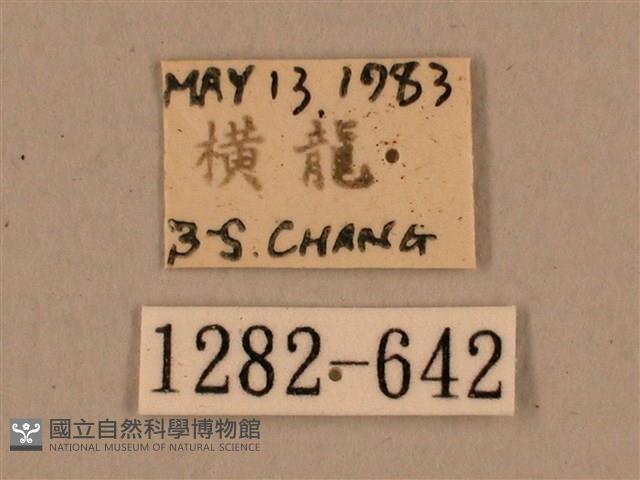 MAY 13, 1983
橫龍
B-S. CHANG
1282-642
國立自然科學博物館
NATIONAL MUSEUM OF NATURAL SCIENCE